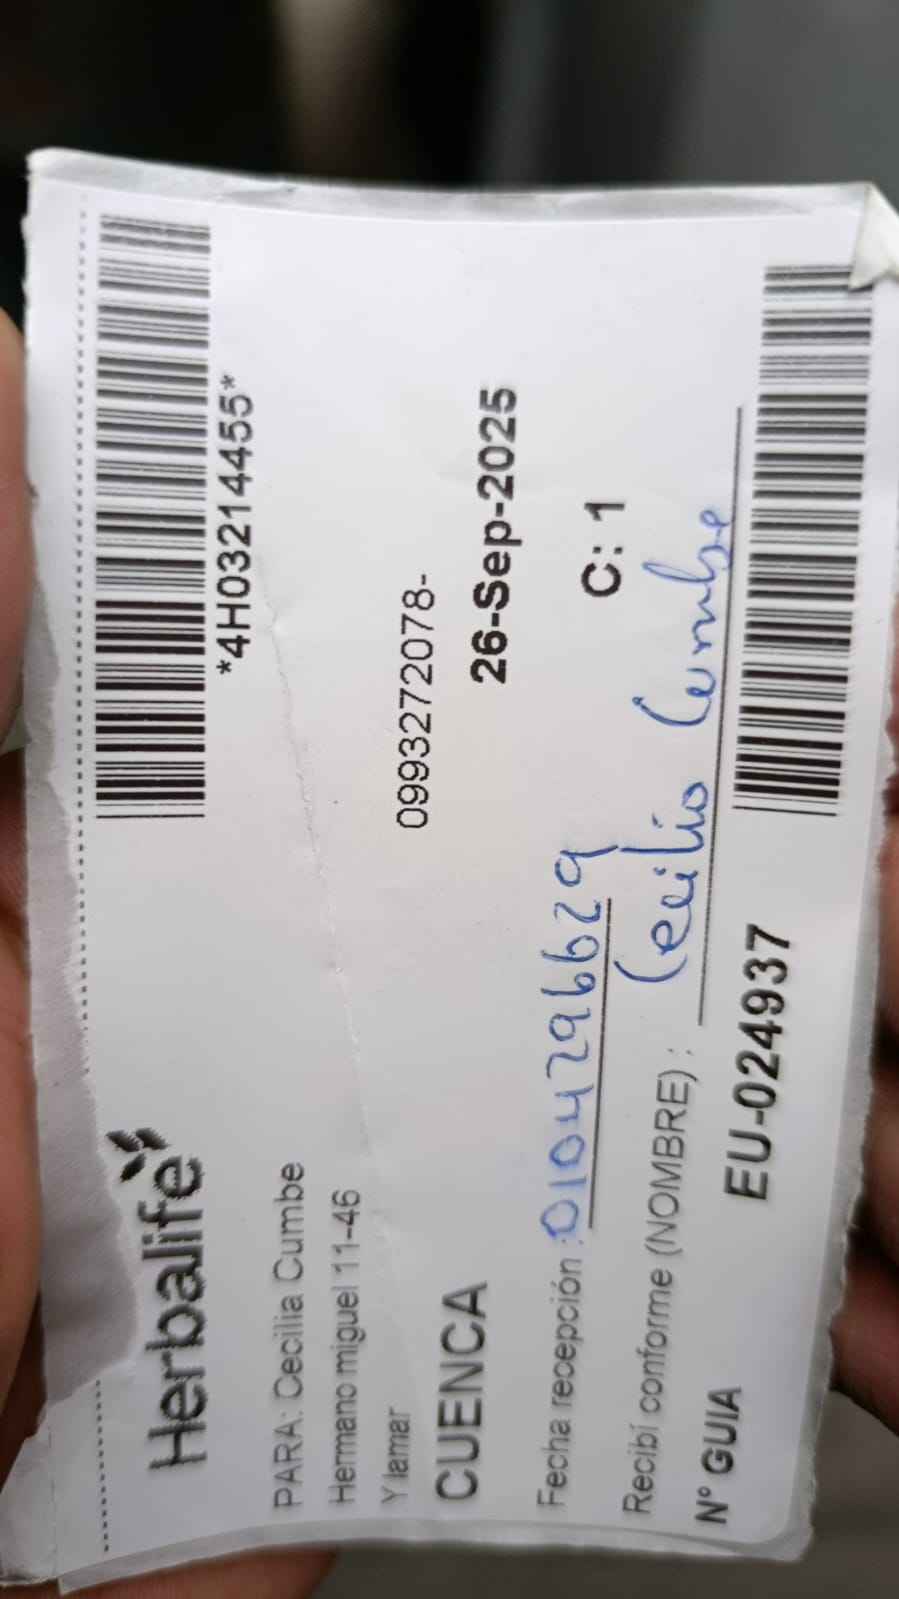 Herbalife
*4H03214455*
PARA: Cecilia Cumbe
Hermano miguel 11-46
Y lamar
0993272078-
CUENCA
26-Sep-2025
Fecha recepción : 0104296629
C: 1
Recibí conforme (NOMBRE) : Cecilia Cumbe
N° GUIA
EU-024937